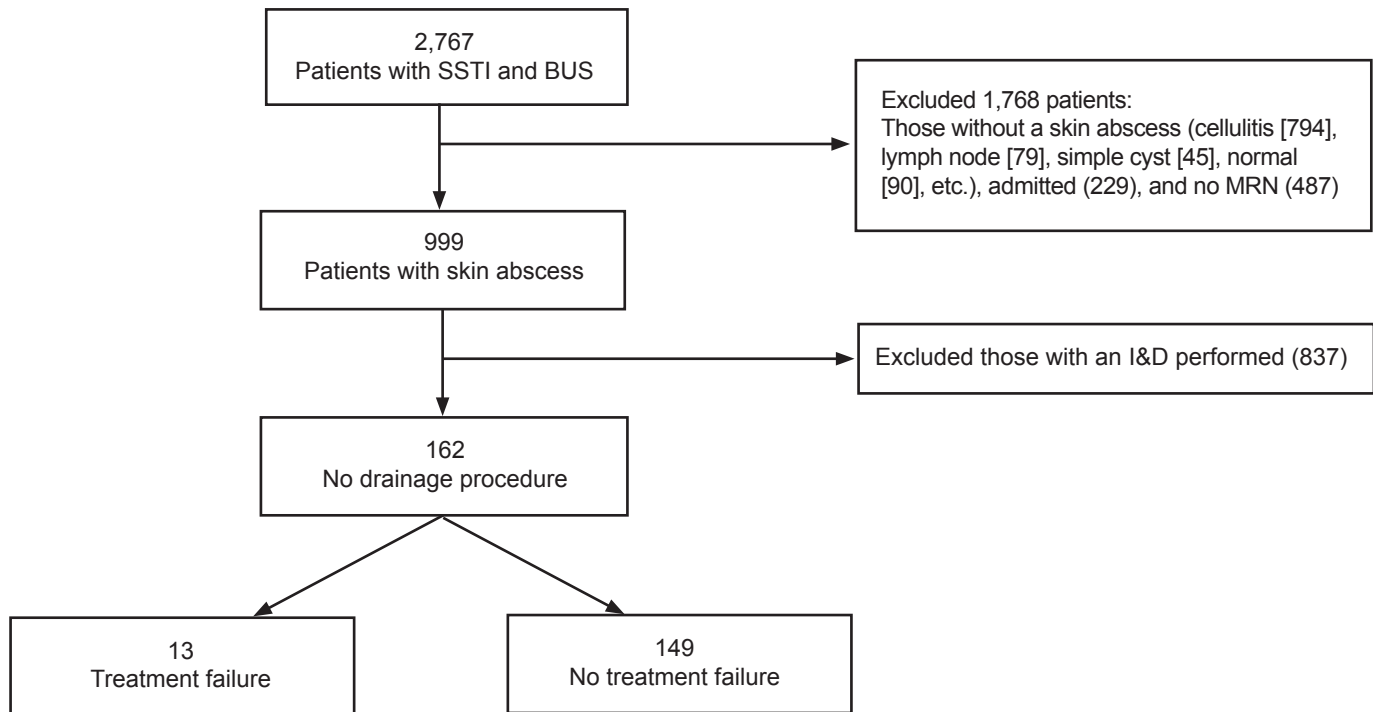 2,767
Patients with SSTI and BUS
Excluded 1,768 patients:
Those without a skin abscess (cellulitis [794],
lymph node [79], simple cyst [45], normal
[90], etc.), admitted (229), and no MRN (487)
999
Patients with skin abscess
Excluded those with an I&D performed (837)
162
No drainage procedure
13
Treatment failure
149
No treatment failure